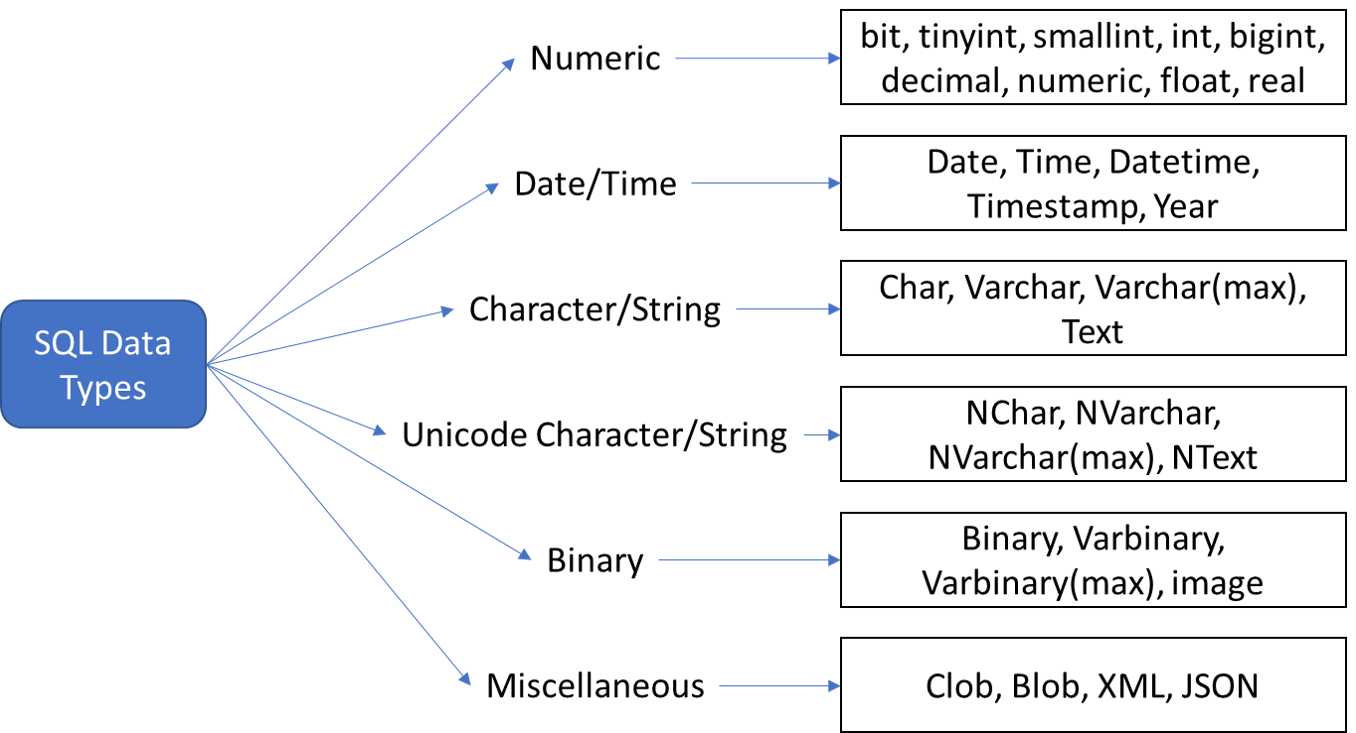 SQL Data
Types
Numeric
bit, tinyint, smallint, int, bigint,
decimal, numeric, float, real
Date/Time
Date, Time, Datetime,
Timestamp, Year
Character/String
Char, Varchar, Varchar(max),
Text
Unicode Character/String
NChar, NVarchar,
NVarchar(max), NText
Binary
Binary, Varbinary,
Varbinary(max), image
Miscellaneous
Clob, Blob, XML, JSON